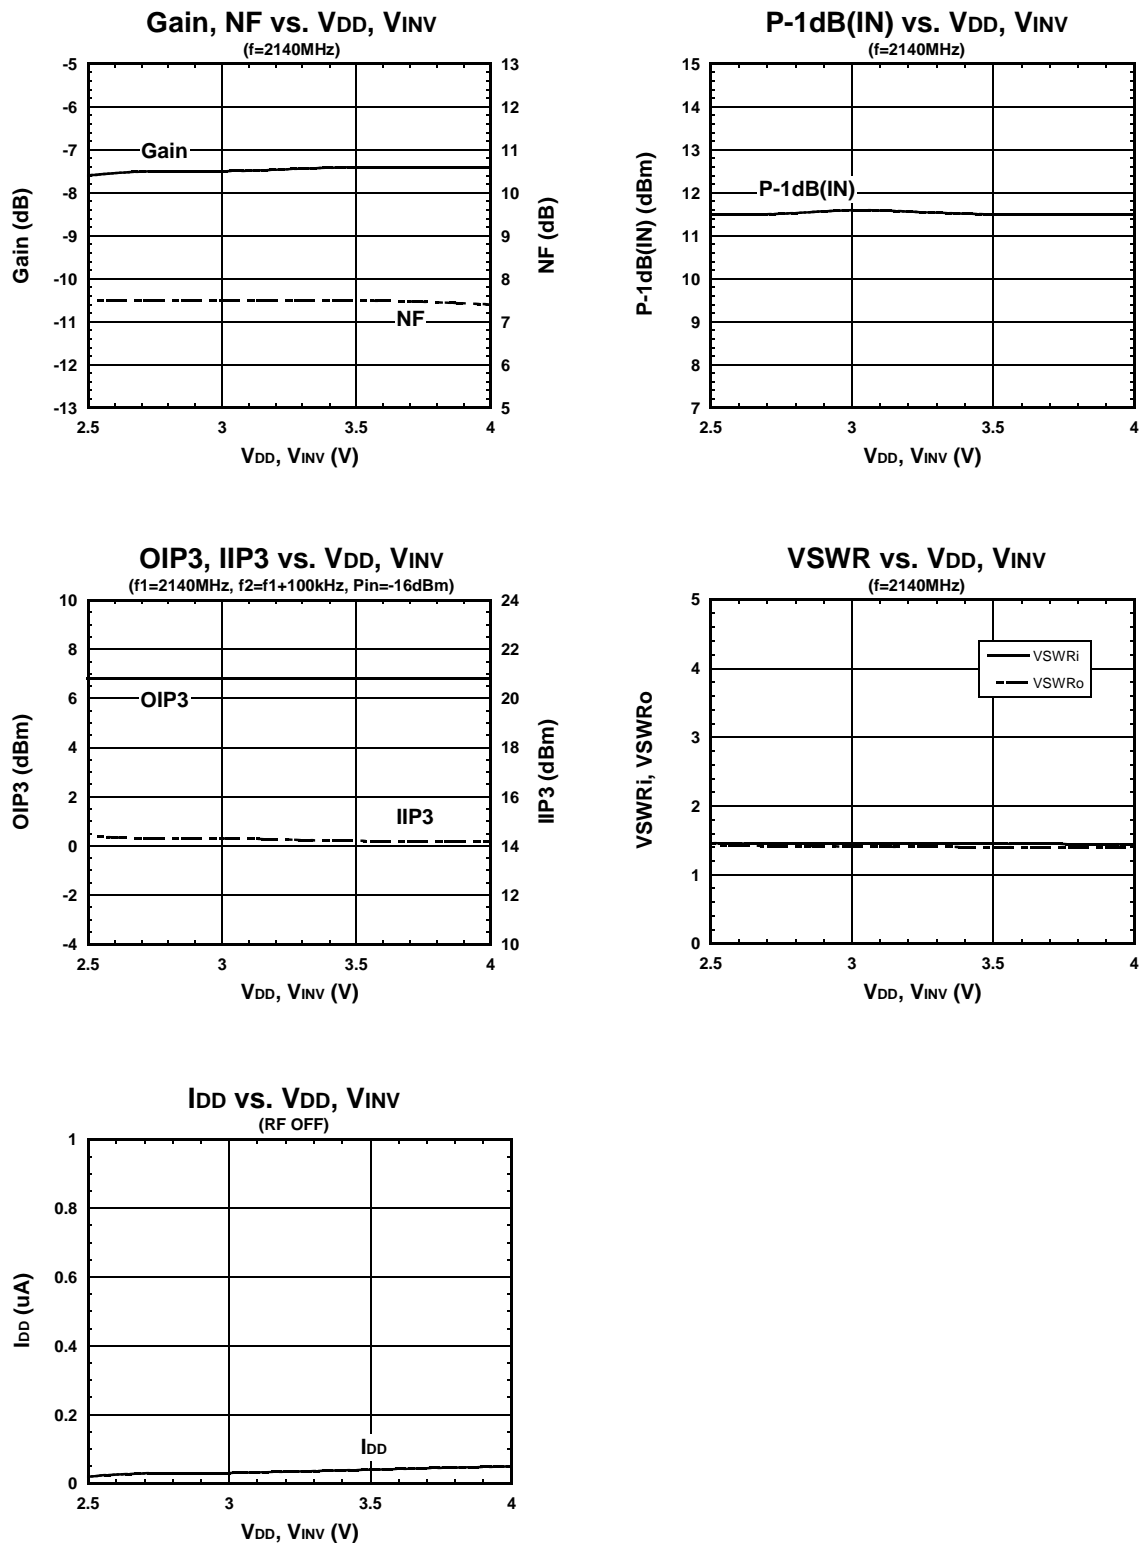 Gain, NF vs. VDD, VINV
(f=2140MHz)
-5
-6
-7
-8
-9
-10
-11
-12
-13
Gain (dB)
13
12
11
10
9
8
7
6
5
NF (dB)
Gain
NF
2.5 3 3.5 4
VDD, VINV (V)
P-1dB(IN) vs. VDD, VINV
(f=2140MHz)
15
14
13
12
11
10
9
8
7
P-1dB(IN) (dBm)
P-1dB(IN)
2.5 3 3.5 4
VDD, VINV (V)
OIP3, IIP3 vs. VDD, VINV
(f1=2140MHz, f2=f1+100kHz, Pin=-16dBm)
10
8
6
4
2
0
-2
-4
OIP3 (dBm)
24
22
20
18
16
14
12
10
IIP3 (dBm)
OIP3
IIP3
2.5 3 3.5 4
VDD, VINV (V)
VSWR vs. VDD, VINV
(f=2140MHz)
5
4
3
2
1
0
VSWRi, VSWRo
VSWRi
VSWRo
2.5 3 3.5 4
VDD, VINV (V)
IDD vs. VDD, VINV
(RF OFF)
1
0.8
0.6
0.4
0.2
0
IDD (uA)
IDD
2.5 3 3.5 4
VDD, VINV (V)